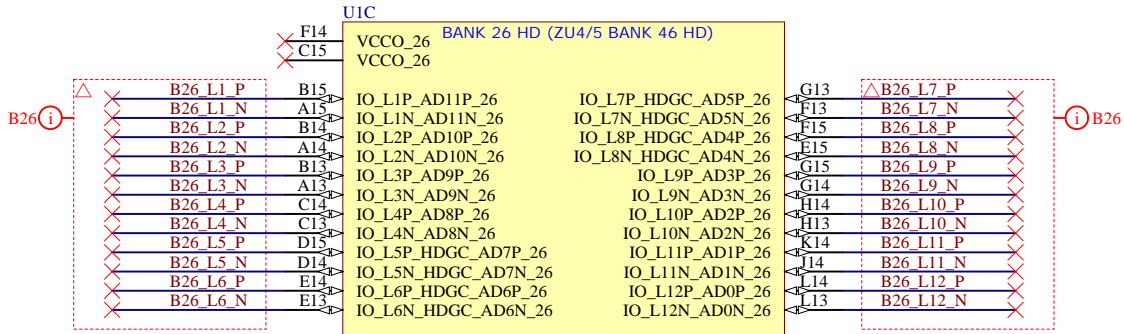 U1C
BANK 26 HD (ZU4/5 BANK 46 HD)
F14 VCCO_26
C15 VCCO_26
B26_L1_P B15 IO_L1P_AD11P_26 IO_L7P_HDGC_AD5P_26 G13 B26_L7_P
B26_L1_N A15 IO_L1N_AD11N_26 IO_L7N_HDGC_AD5N_26 F13 B26_L7_N
B26 i B26_L2_P B14 IO_L2P_AD10P_26 IO_L8P_HDGC_AD4P_26 F15 B26_L8_P i B26
B26_L2_N A14 IO_L2N_AD10N_26 IO_L8N_HDGC_AD4N_26 E15 B26_L8_N
B26_L3_P B13 IO_L3P_AD9P_26 IO_L9P_AD3P_26 G15 B26_L9_P
B26_L3_N A13 IO_L3N_AD9N_26 IO_L9N_AD3N_26 G14 B26_L9_N
B26_L4_P C14 IO_L4P_AD8P_26 IO_L10P_AD2P_26 H14 B26_L10_P
B26_L4_N C13 IO_L4N_AD8N_26 IO_L10N_AD2N_26 H13 B26_L10_N
B26_L5_P D15 IO_L5P_HDGC_AD7P_26 IO_L11P_AD1P_26 K14 B26_L11_P
B26_L5_N D14 IO_L5N_HDGC_AD7N_26 IO_L11N_AD1N_26 J14 B26_L11_N
B26_L6_P E14 IO_L6P_HDGC_AD6P_26 IO_L12P_AD0P_26 L14 B26_L12_P
B26_L6_N E13 IO_L6N_HDGC_AD6N_26 IO_L12N_AD0N_26 L13 B26_L12_N